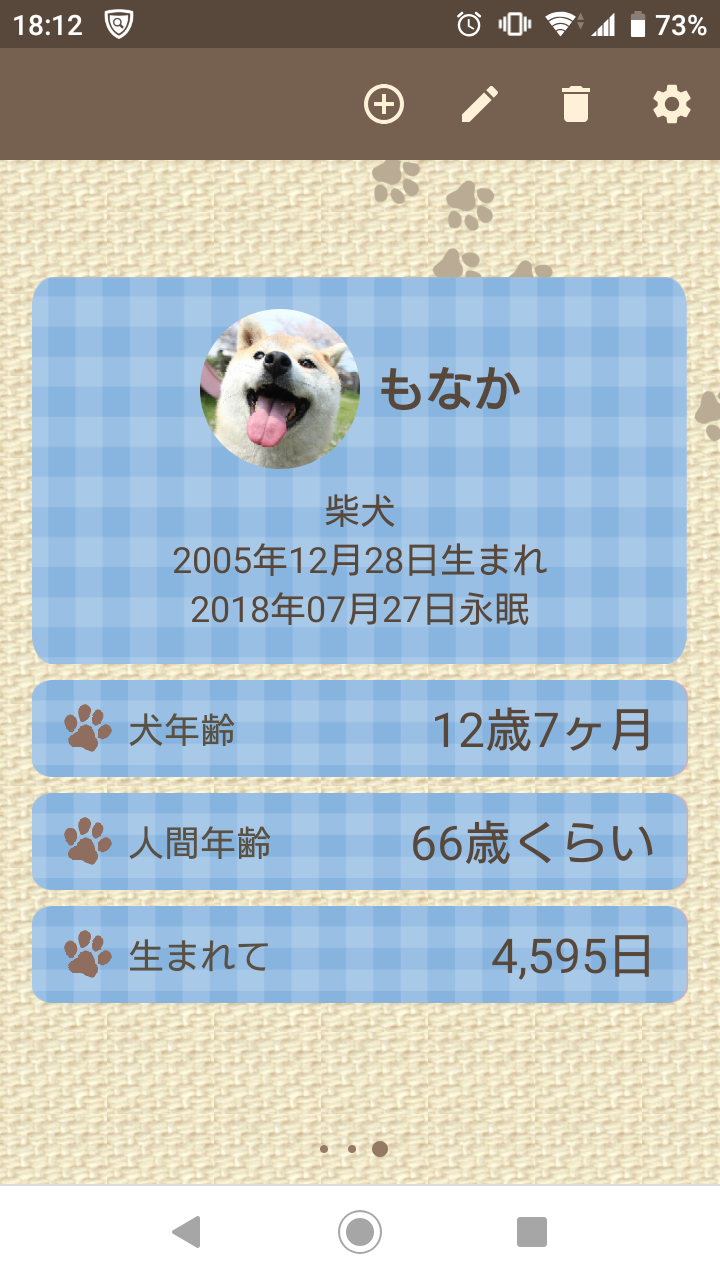 18:12
73%
もなか
柴犬
2005年12月28日生まれ
2018年07月27日永眠
犬年齢 12歳7ヶ月
人間年齢 66歳くらい
生まれて 4,595日